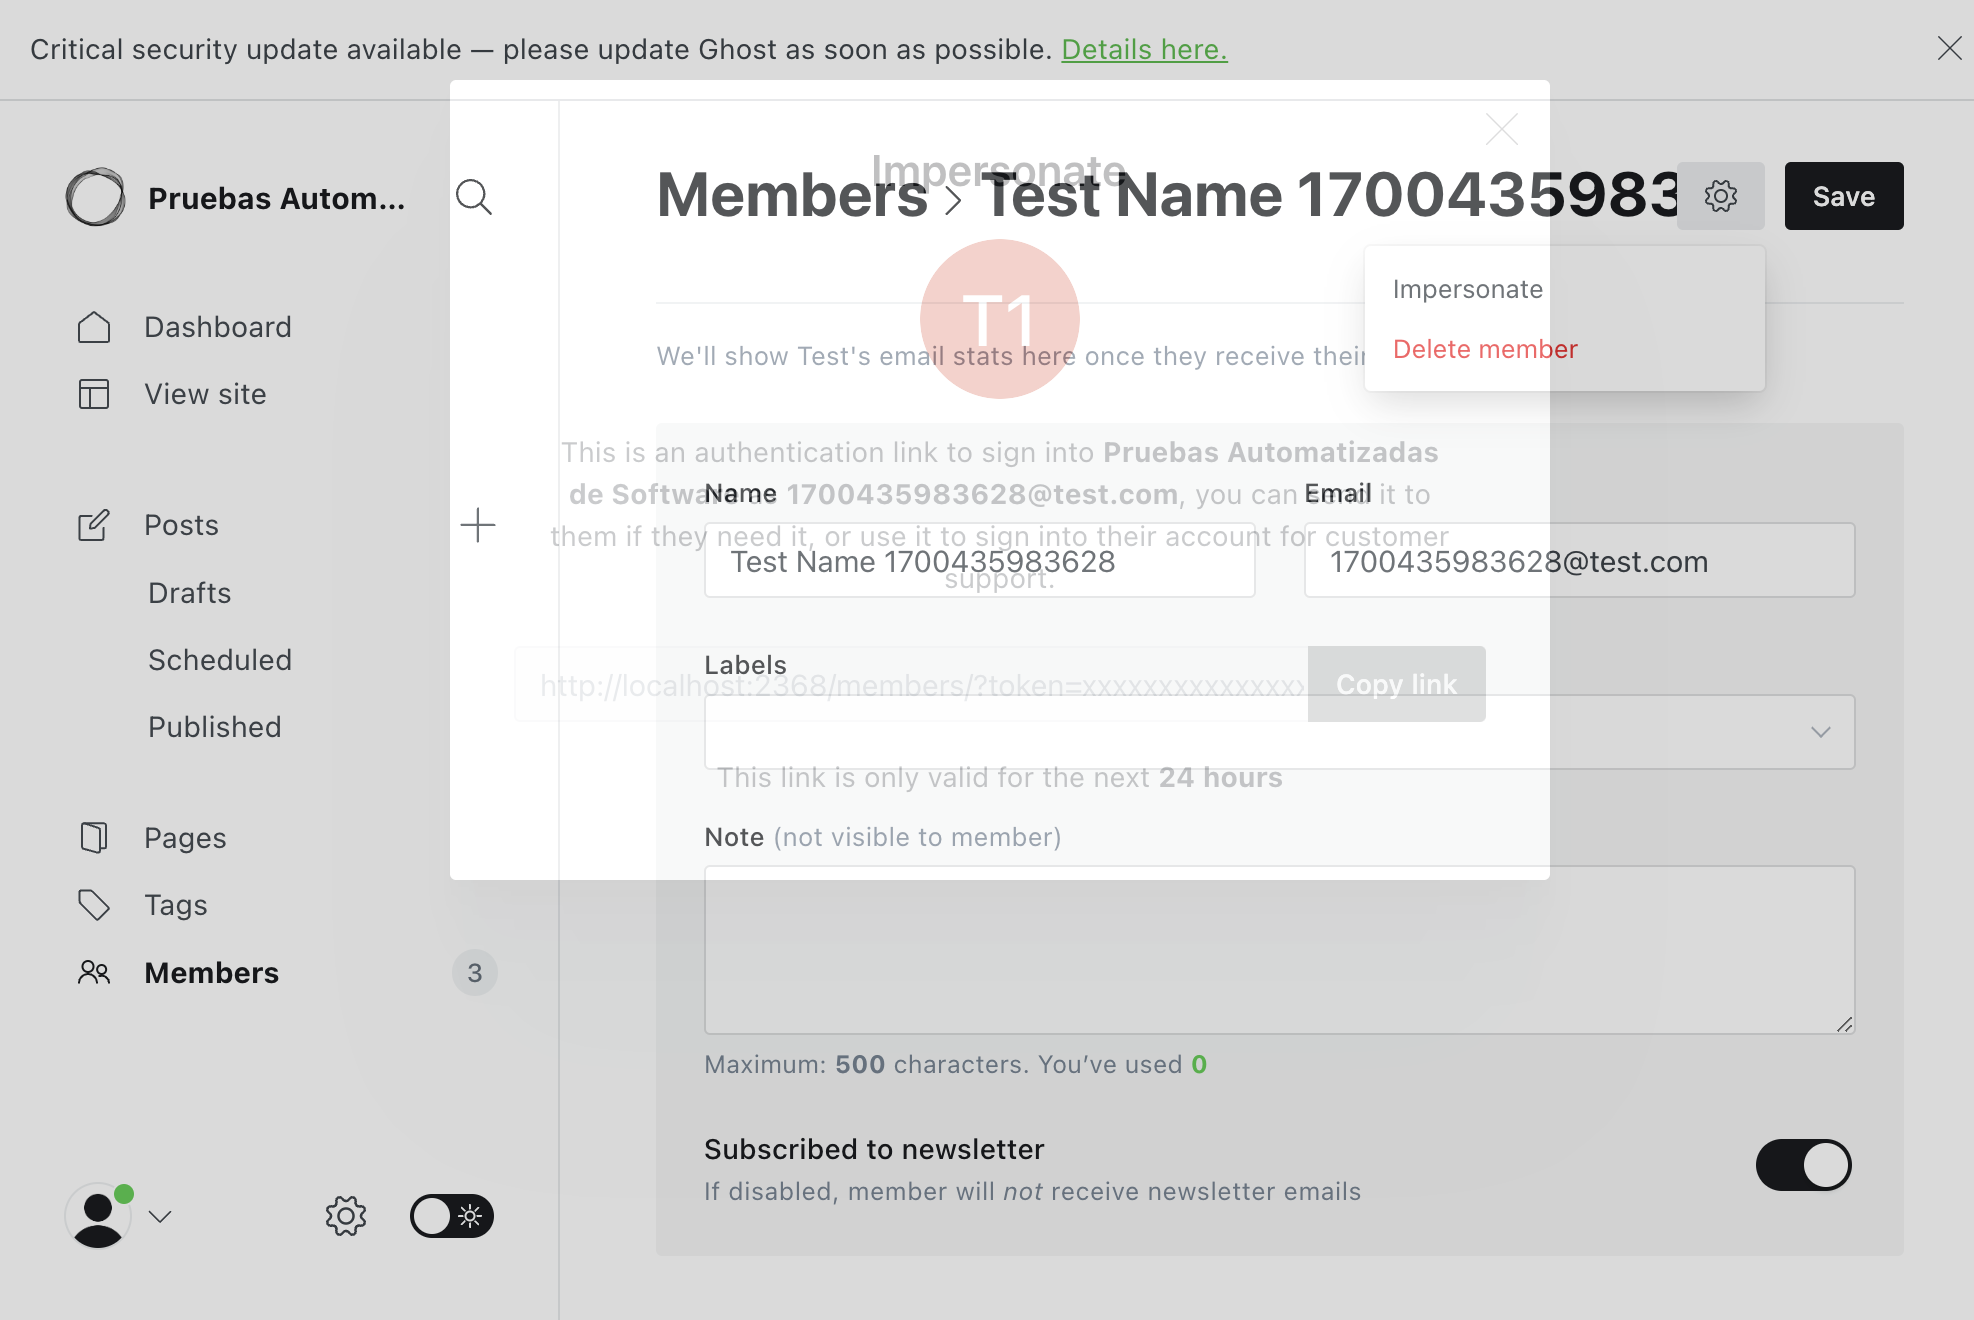 Critical security update available — please update Ghost as soon as possible. Details here.
Pruebas Autom...
Dashboard
View site
Posts
Drafts
Scheduled
Published
Pages
Tags
Members
3
Members > Test Name 1700435983
Save
Impersonate
Delete member
We'll show Test's email stats here once they receive their
Name
Test Name 1700435983628
Email
1700435983628@test.com
Labels
Note (not visible to member)
Maximum: 500 characters. You’ve used 0
Subscribed to newsletter
If disabled, member will not receive newsletter emails
Impersonate
T1
This is an authentication link to sign into Pruebas Automatizadas
de Software as 1700435983628@test.com, you can send it to
them if they need it, or use it to sign into their account for customer
support.
http://localhost:2368/members/?token=xxxxxxxxxxxxxxx
Copy link
This link is only valid for the next 24 hours